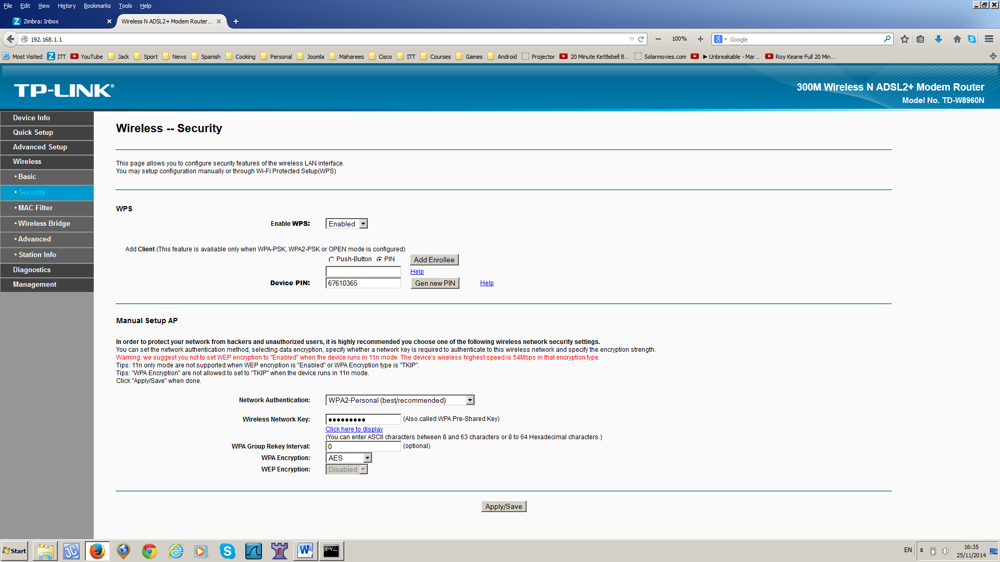 File Edit View History Bookmarks Tools Help
Z Zimbra: Inbox × Wireless N ADSL2+ Modem Router... × +
192.168.1.1 100% 8 Google
Most Visited Z ITT YouTube Jack Sport News Spanish Cooking Personal Joomla Maharees Cisco ITT Courses Games Android Projector 20 Minute Kettlebell B... Solarmovies.com ▶ Unbreakable - Mar... Roy Keane Full 20 Min...
TP-LINK®
300M Wireless N ADSL2+ Modem Router
Model No. TD-W8960N
Device Info
Quick Setup
Advanced Setup
Wireless
• Basic
• Security
• MAC Filter
• Wireless Bridge
• Advanced
• Station Info
Diagnostics
Management
Wireless -- Security
This page allows you to configure security features of the wireless LAN interface.
You may setup configuration manually or through Wi-Fi Protected Setup(WPS)
WPS
Enable WPS: Enabled
Add Client (This feature is available only when WPA-PSK, WPA2-PSK or OPEN mode is configured)
Push-Button PIN Add Enrollee
Help
Device PIN: 67610365 Gen new PIN Help
Manual Setup AP
In order to protect your network from hackers and unauthorized users, it is highly recommended you choose one of the following wireless network security settings.
You can set the network authentication method, selecting data encryption, specify whether a network key is required to authenticate to this wireless network and specify the encryption strength.
Warning: we suggest you not to set WEP encryption to "Enabled" when the device runs in 11n mode. The device's wireless highest speed is 54Mbps in that encryption type.
Tips: 11n only mode are not supported when WEP encryption is "Enabled" or WPA Encryption type is "TKIP".
Tips: "WPA Encryption" are not allowed to set to "TKIP" when the device runs in 11n mode.
Click "Apply/Save" when done.
Network Authentication: WPA2-Personal (best/recommended)
Wireless Network Key: ●●●●●●●●● (Also called WPA Pre-Shared Key)
Click here to display
(You can enter ASCII characters between 8 and 63 characters or 8 to 64 Hexadecimal characters.)
WPA Group Rekey Interval: 0 (optional)
WPA Encryption: AES
WEP Encryption: Disabled
Apply/Save
Start JC S W C:\_ EN 16:35
25/11/2014